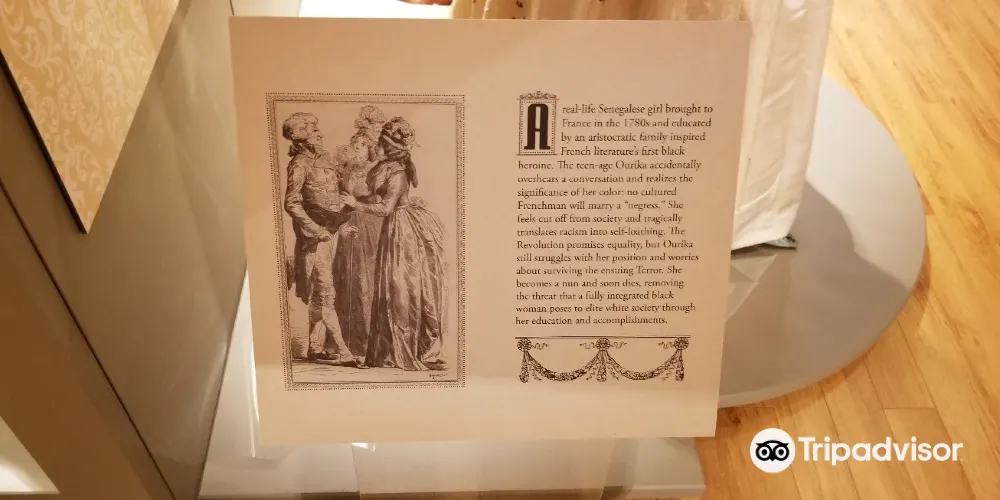 A real-life Senegalese girl brought to
France in the 1780s and educated
by an aristocratic family inspired
French literature's first black
heroine. The teen-age Ourika accidentally
overhears a conversation and realizes the
significance of her color: no cultured
Frenchman will marry a "negress." She
feels cut off from society and tragically
translates racism into self-loathing. The
Revolution promises equality, but Ourika
still struggles with her position and worries
about surviving the ensuing Terror. She
becomes a nun and soon dies, removing
the threat that a fully integrated black
woman poses to elite white society through
her education and accomplishments.
Tripadvisor